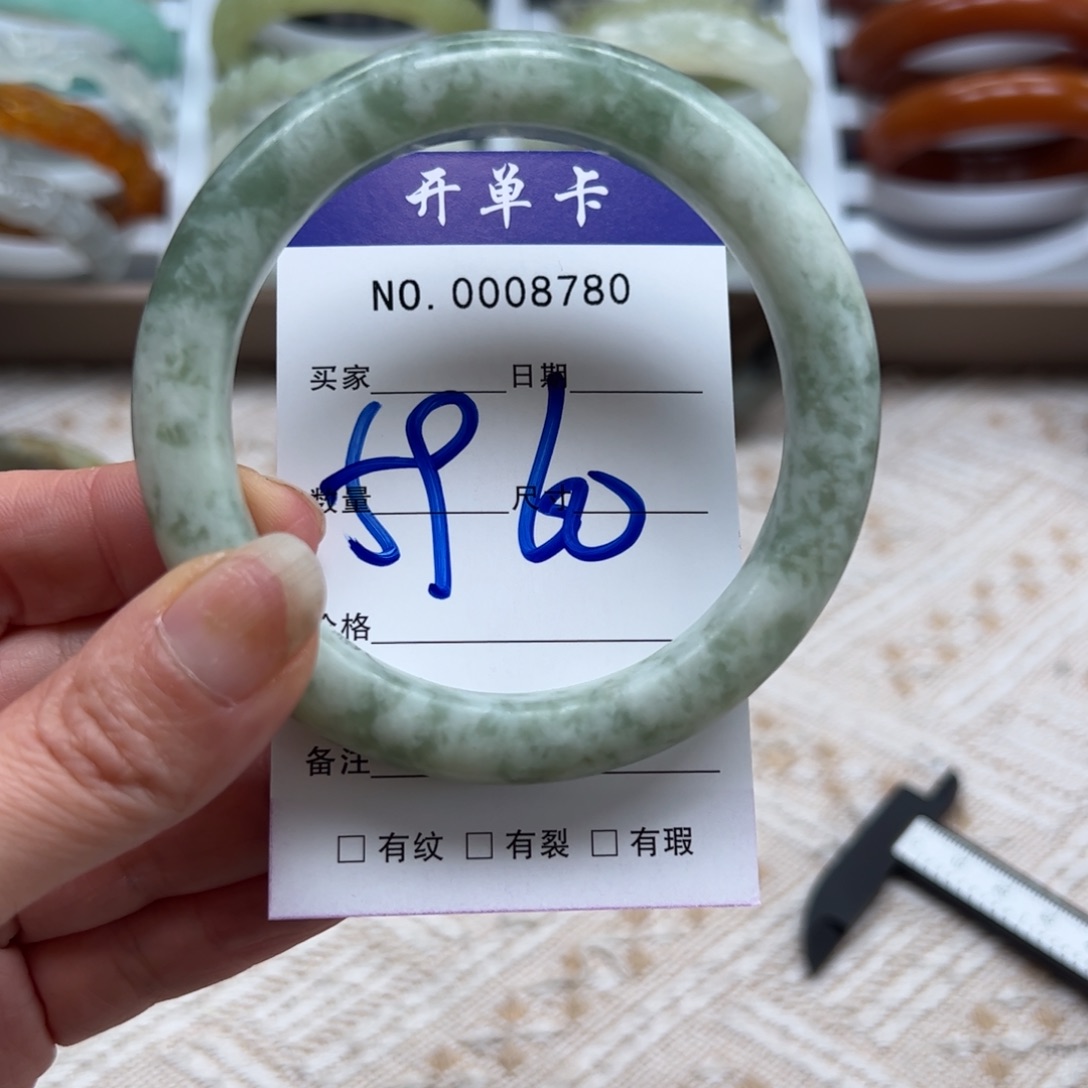 开单卡
NO. 0008780
买家 日期
59 60
数量 尺寸
价格
备注
□ 有纹 □ 有裂 □ 有瑕